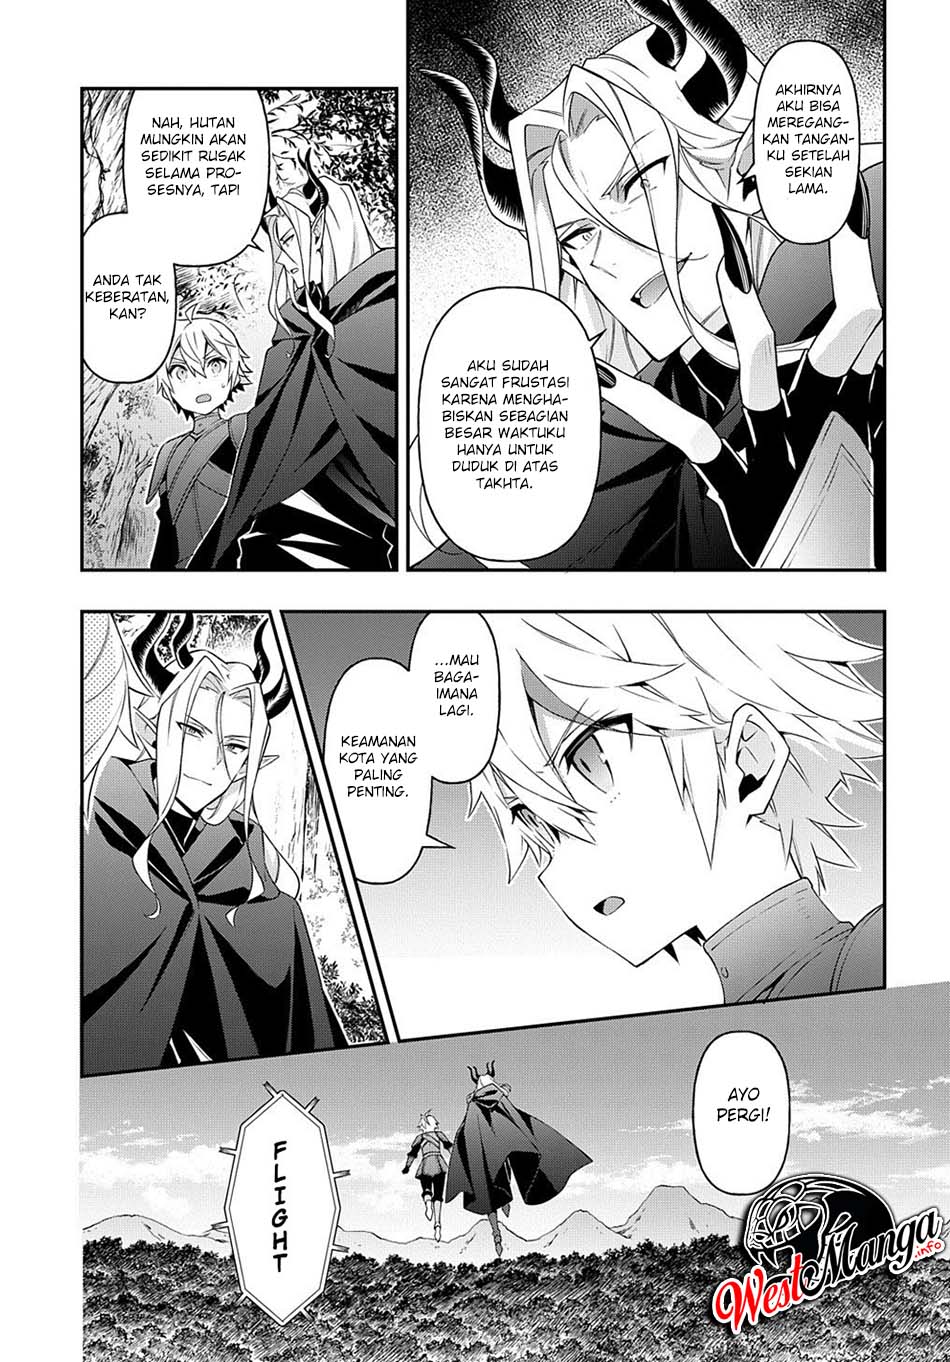 AKHIRNYA
AKU BISA
MEREGANG-
KAN TANGAN-
KU SETELAH
SEKIAN
LAMA.
AKU SUDAH
SANGAT FRUSTASI
KARENA MENGHA-
BISKAN SEBAGIAN
BESAR WAKTUKU
HANYA UNTUK
DUDUK DI ATAS
TAKHTA.
NAH, HUTAN
MUNGKIN AKAN
SEDIKIT RUSAK
SELAMA PRO-
SESNYA, TAPI
ANDA TAK
KEBERATAN,
KAN?
...MAU
BAGA-
IMANA
LAGI.
KEAMANAN
KOTA YANG
PALING
PENTING.
AYO
PERGI!
FLIGHT
WestManga
.info